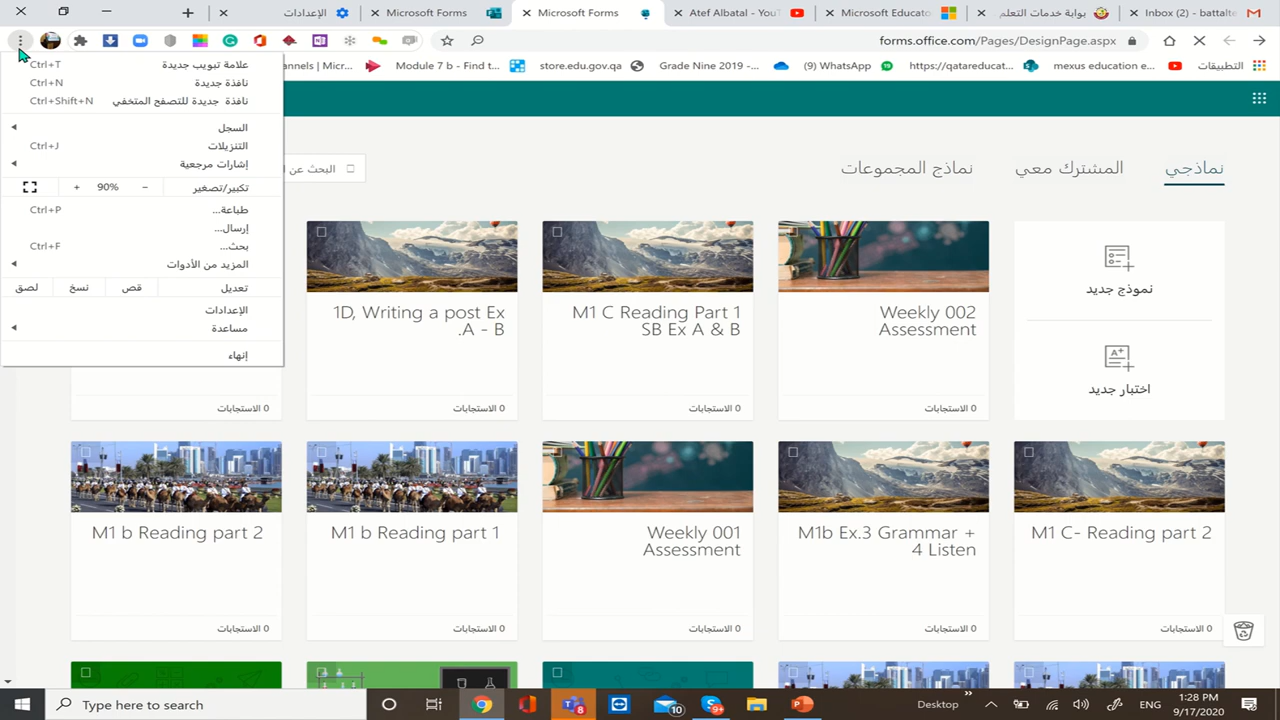 الإعدادات
Microsoft Forms
Microsoft Forms
Atef Albatal - YouT
Microsoft Educato
بوابة خدمات التعلم
Inbox (2) - battalte
forms.office.com/Pages/DesignPage.aspx
nnels | Micr...
Module 7 b - Find t...
store.edu.gov.qa
Grade Nine 2019 -...
(9) WhatsApp
https://qatareducat...
mexus education e...
التطبيقات
علامة تبويب جديدة Ctrl+T
نافذة جديدة Ctrl+N
نافذة جديدة للتصفح المتخفي Ctrl+Shift+N
السجل
التنزيلات Ctrl+J
إشارات مرجعية
تكبير/تصغير − 90% +
طباعة... Ctrl+P
إرسال...
بحث... Ctrl+F
المزيد من الأدوات
تعديل قص نسخ لصق
الإعدادات
مساعدة
إنهاء
نماذجي
المشترك معي
نماذج المجموعات
البحث عن ا
نموذج جديد
اختبار جديد
Weekly 002
Assessment
0 الاستجابات
M1 C Reading Part 1
SB Ex A & B
0 الاستجابات
1D, Writing a post Ex
.A - B
0 الاستجابات
0 الاستجابات
M1 C- Reading part 2
0 الاستجابات
M1b Ex.3 Grammar +
4 Listen
0 الاستجابات
Weekly 001
Assessment
0 الاستجابات
M1 b Reading part 1
0 الاستجابات
M1 b Reading part 2
0 الاستجابات
Type here to search
8
10
9+
Desktop
ENG
1:28 PM
9/17/2020